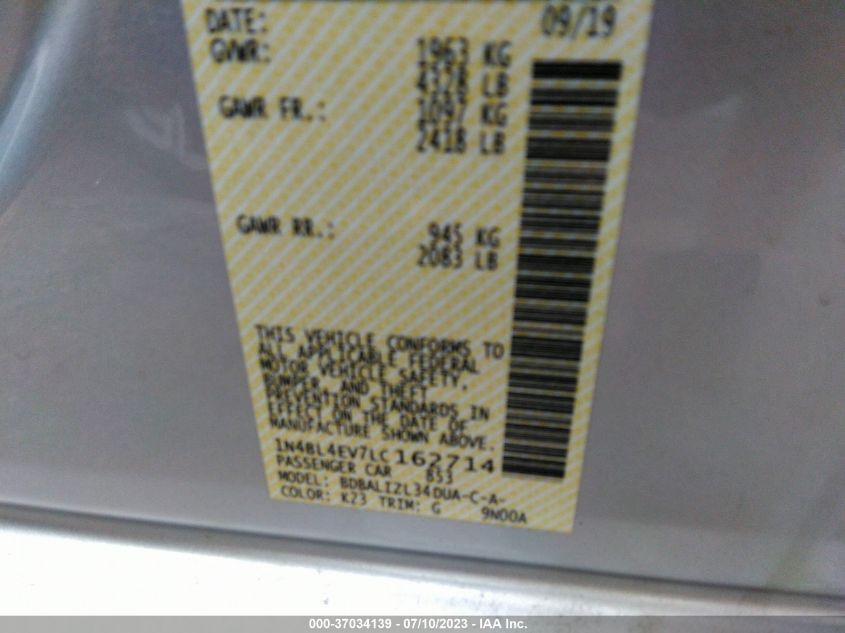 DATE: 09/19
GVWR: 1963 KG
4328 LB
GAWR FR.: 1097 KG
2418 LB
GAWR RR.: 945 KG
2083 LB
THIS VEHICLE CONFORMS TO
ALL APPLICABLE FEDERAL
MOTOR VEHICLE SAFETY,
BUMPER, AND THEFT
PREVENTION STANDARDS IN
EFFECT ON THE DATE OF
MANUFACTURE SHOWN ABOVE.
1N4BL4EV7LC162714
PASSENGER CAR B53
MODEL: BDBALIZL34DUA-C-A-
COLOR: K23 TRIM: G 9N00A
000-37034139 - 07/10/2023 - IAA Inc.